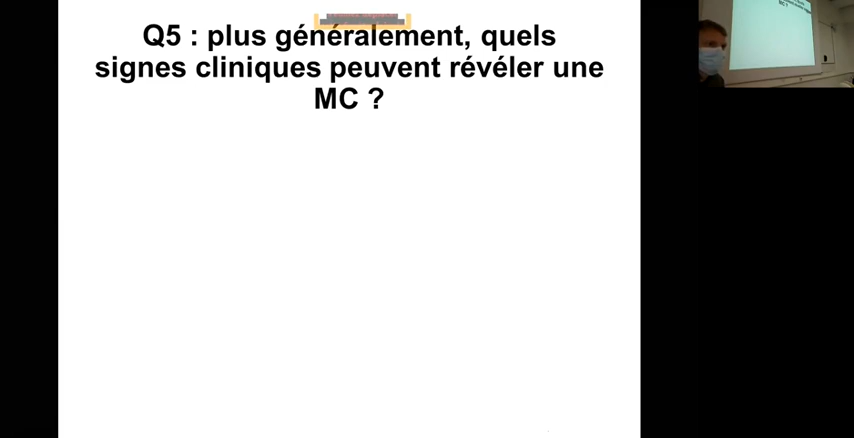 Q5 : plus généralement, quels
signes cliniques peuvent révéler une
MC ?